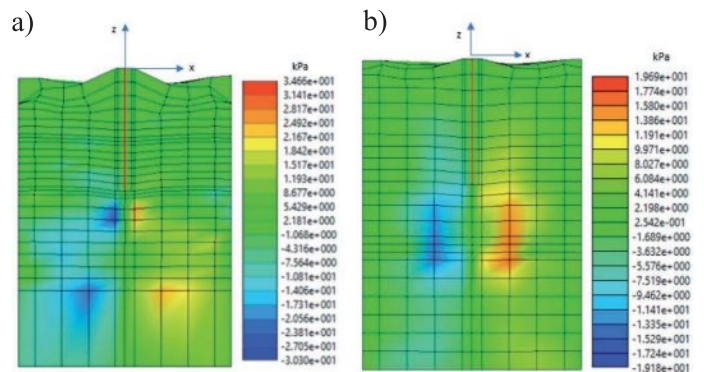 a)
z
x
kPa
3.466e+001
3.141e+001
2.817e+001
2.492e+001
2.167e+001
1.842e+001
1.517e+001
1.193e+001
8.677e+000
5.429e+000
2.181e+000
-1.068e+000
-4.316e+000
-7.564e+000
-1.081e+001
-1.406e+001
-1.731e+001
-2.056e+001
-2.381e+001
-2.705e+001
-3.030e+001
b)
z
x
kPa
1.969e+001
1.774e+001
1.580e+001
1.386e+001
1.191e+001
9.971e+000
8.027e+000
6.084e+000
4.141e+000
2.198e+000
2.542e-001
-1.689e+000
-3.632e+000
-5.576e+000
-7.519e+000
-9.462e+000
-1.141e+001
-1.335e+001
-1.529e+001
-1.724e+001
-1.918e+001